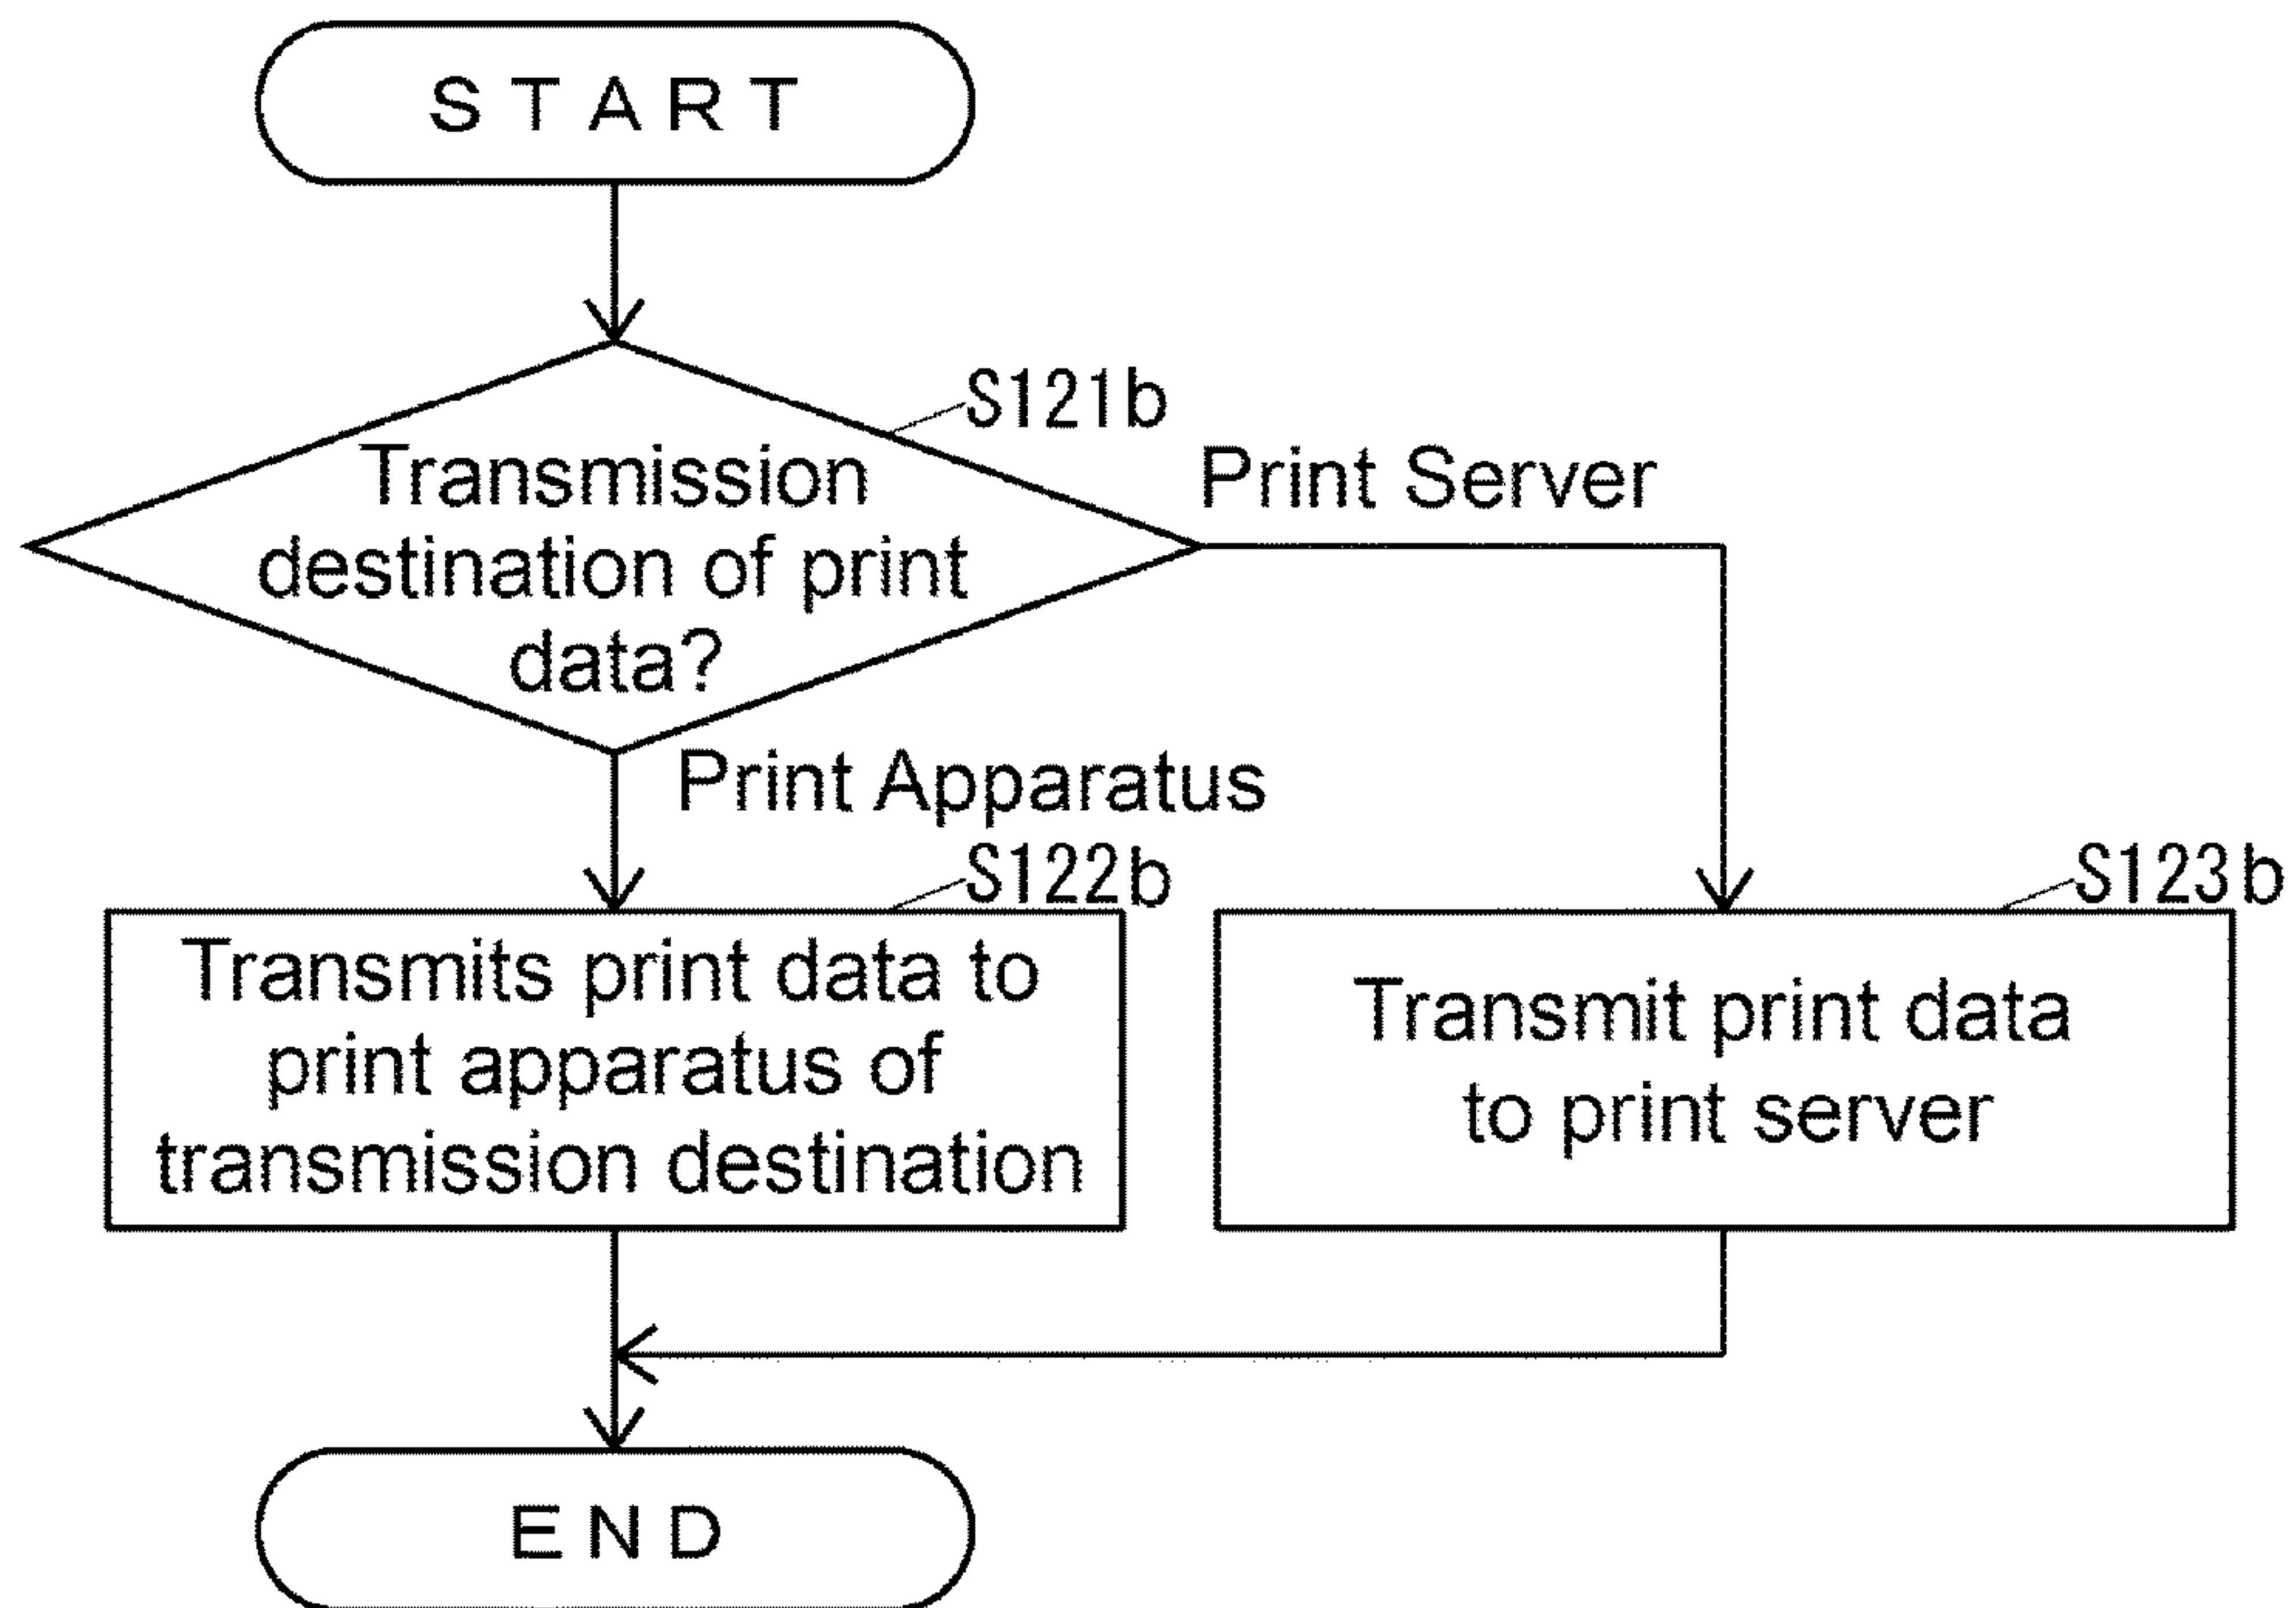 START
S121b
Transmission
destination of print
data?
Print Server
Print Apparatus
S122b
Transmits print data to
print apparatus of
transmission destination
S123b
Transmit print data
to print server
END